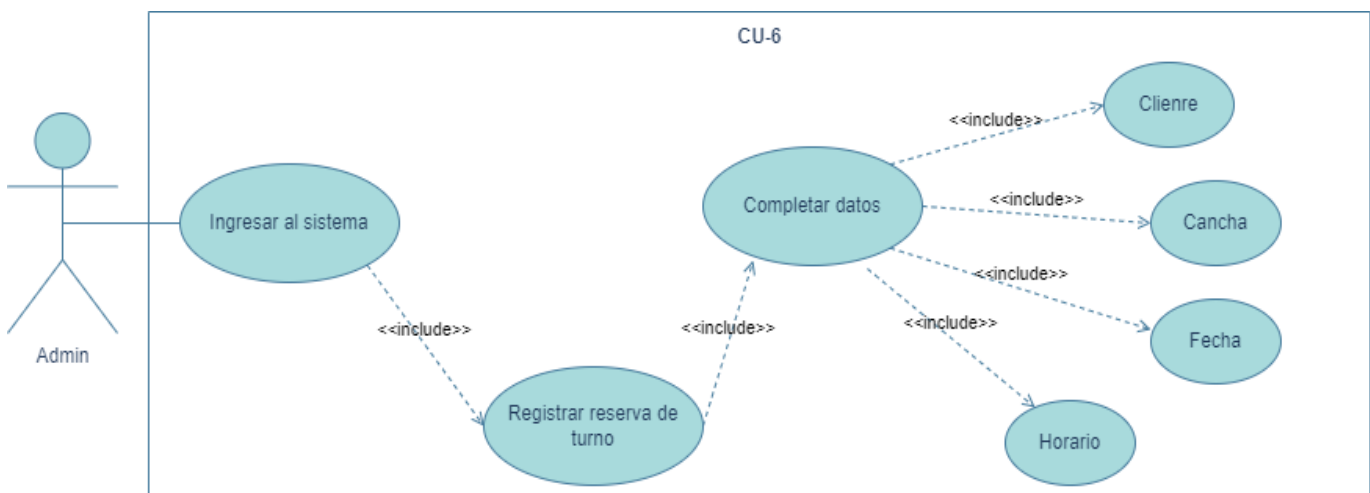 CU-6
Clienre
<<include>>
Completar datos
<<include>>
Cancha
Ingresar al sistema
<<include>>
Fecha
<<include>>
<<include>>
<<include>>
Admin
Registrar reserva de
turno
Horario